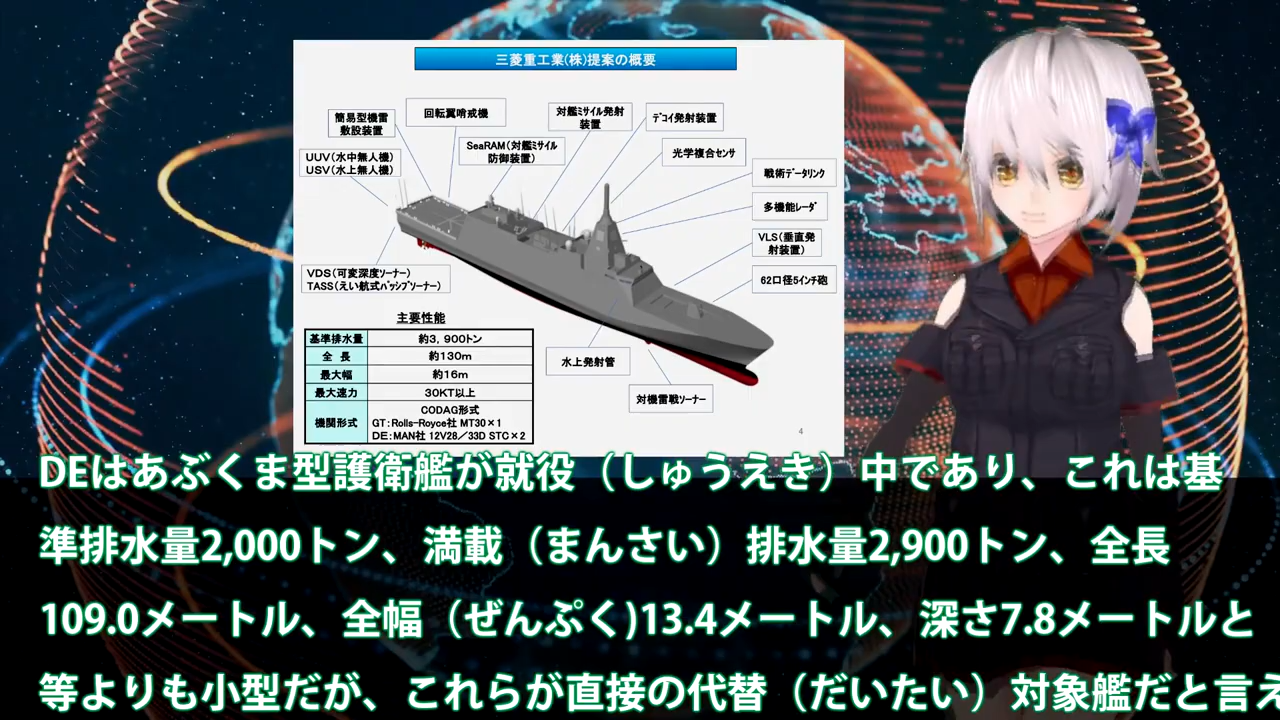 三菱重工業(株)提案の概要
簡易型機雷
敷設装置
回転翼哨戒機
対艦ﾐｻｲﾙ発射
装置
ﾃﾞｺｲ発射装置
SeaRAM(対艦ﾐｻｲﾙ
防御装置)
光学複合ｾﾝｻ
UUV(水中無人機)
USV(水上無人機)
戦術ﾃﾞｰﾀﾘﾝｸ
多機能ﾚｰﾀﾞ
VLS(垂直発
射装置)
62口径5ｲﾝﾁ砲
VDS(可変深度ｿｰﾅｰ)
TASS(えい航式ﾊﾟｯｼﾌﾞｿｰﾅｰ)
主要性能
基準排水量 約3，900ﾄﾝ
全 長 約130m
最大幅 約16m
最大速力 30KT以上
機関形式 CODAG形式
GT：Rolls-Royce社 MT30×1
DE：MAN社 12V28／33D STC×2
水上発射管
対機雷戦ｿｰﾅｰ
4
DEはあぶくま型護衛艦が就役（しゅうえき）中であり、これは基
準排水量2,000トン、満載（まんさい）排水量2,900トン、全長
109.0メートル、全幅（ぜんぷく)13.4メートル、深さ7.8メートルと
等よりも小型だが、これらが直接の代替（だいたい）対象艦だと言え